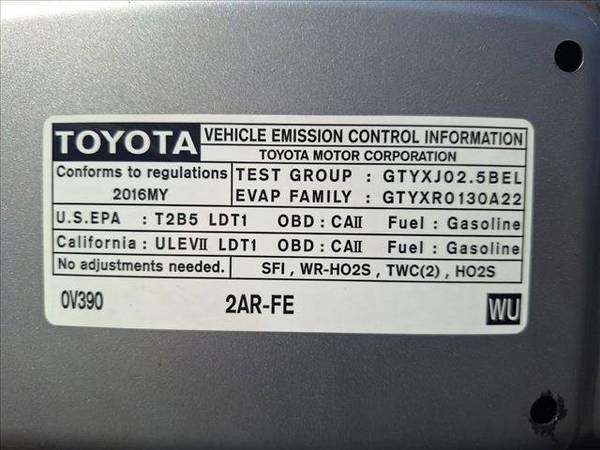 TOYOTA VEHICLE EMISSION CONTROL INFORMATION
TOYOTA MOTOR CORPORATION
Conforms to regulations TEST GROUP : GTYXJ02.5BEL
2016MY EVAP FAMILY : GTYXR0130A22
U.S.EPA : T2B5 LDT1 OBD : CAⅡ Fuel : Gasoline
California : ULEVⅡ LDT1 OBD : CAⅡ Fuel : Gasoline
No adjustments needed. SFI , WR-HO2S , TWC(2) , HO2S
0V390 2AR-FE WU